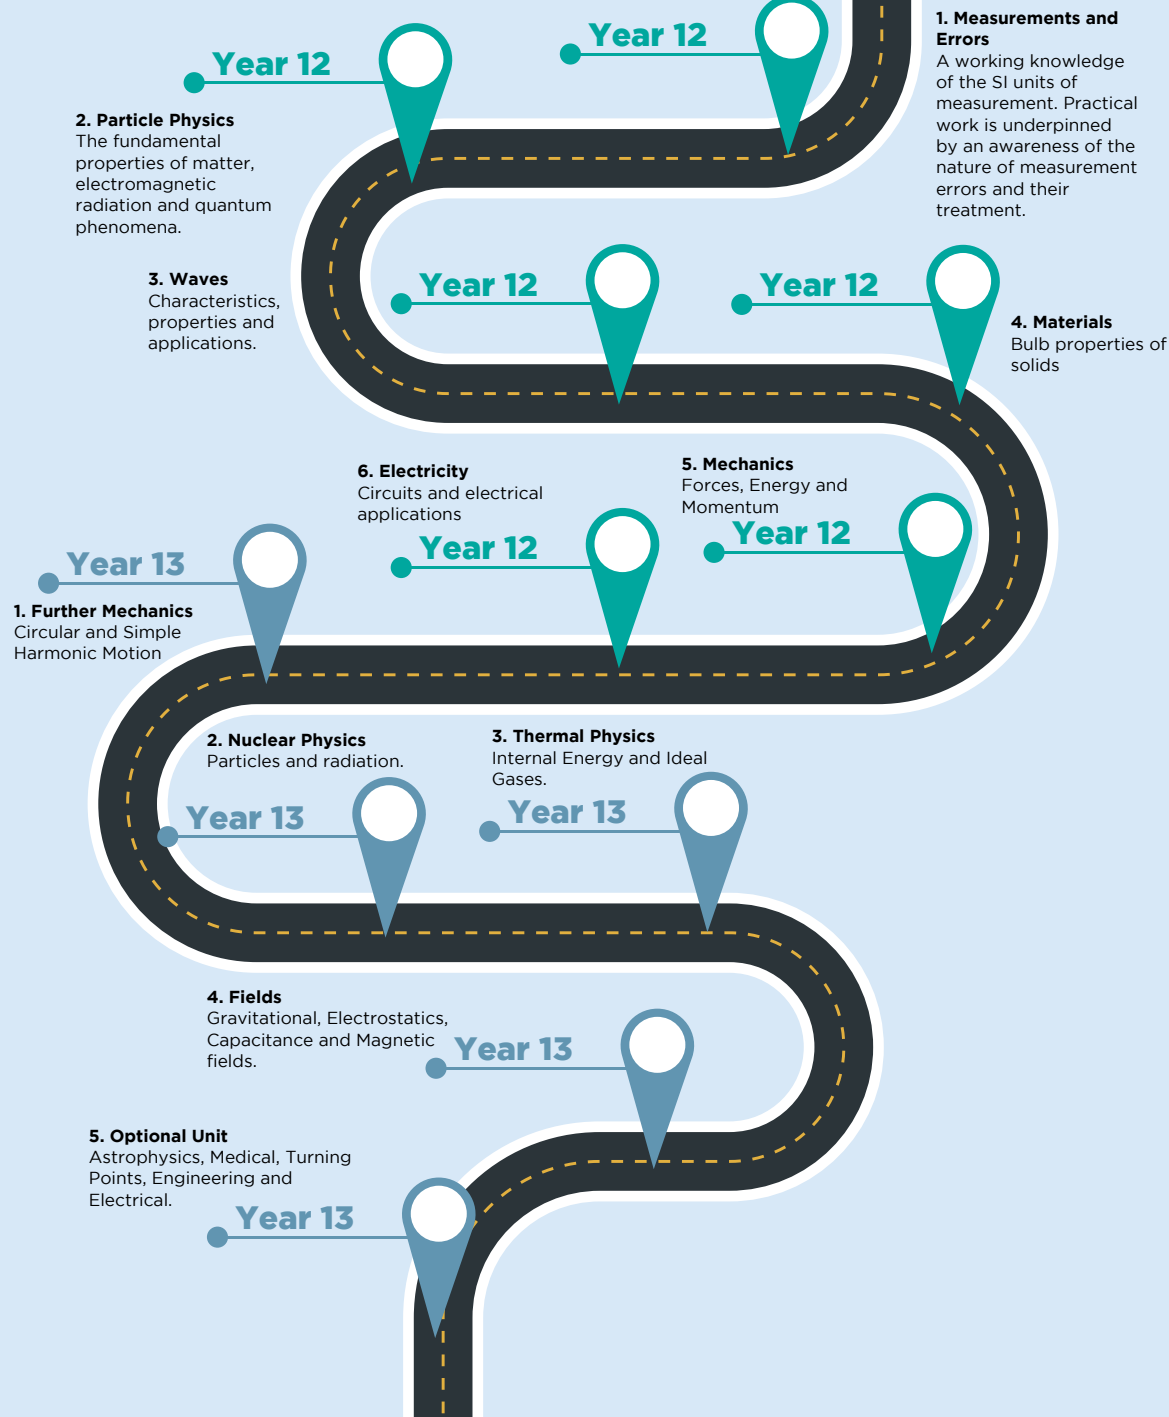 Year 12
1. Measurements and
Errors
A working knowledge
of the SI units of
measurement. Practical
work is underpinned
by an awareness of the
nature of measurement
errors and their
treatment.
Year 12
2. Particle Physics
The fundamental
properties of matter,
electromagnetic
radiation and quantum
phenomena.
3. Waves
Characteristics,
properties and
applications.
Year 12
Year 12
4. Materials
Bulb properties of
solids
5. Mechanics
Forces, Energy and
Momentum
Year 12
6. Electricity
Circuits and electrical
applications
Year 12
Year 13
1. Further Mechanics
Circular and Simple
Harmonic Motion
2. Nuclear Physics
Particles and radiation.
Year 13
3. Thermal Physics
Internal Energy and Ideal
Gases.
Year 13
4. Fields
Gravitational, Electrostatics,
Capacitance and Magnetic
fields.
Year 13
5. Optional Unit
Astrophysics, Medical, Turning
Points, Engineering and
Electrical.
Year 13